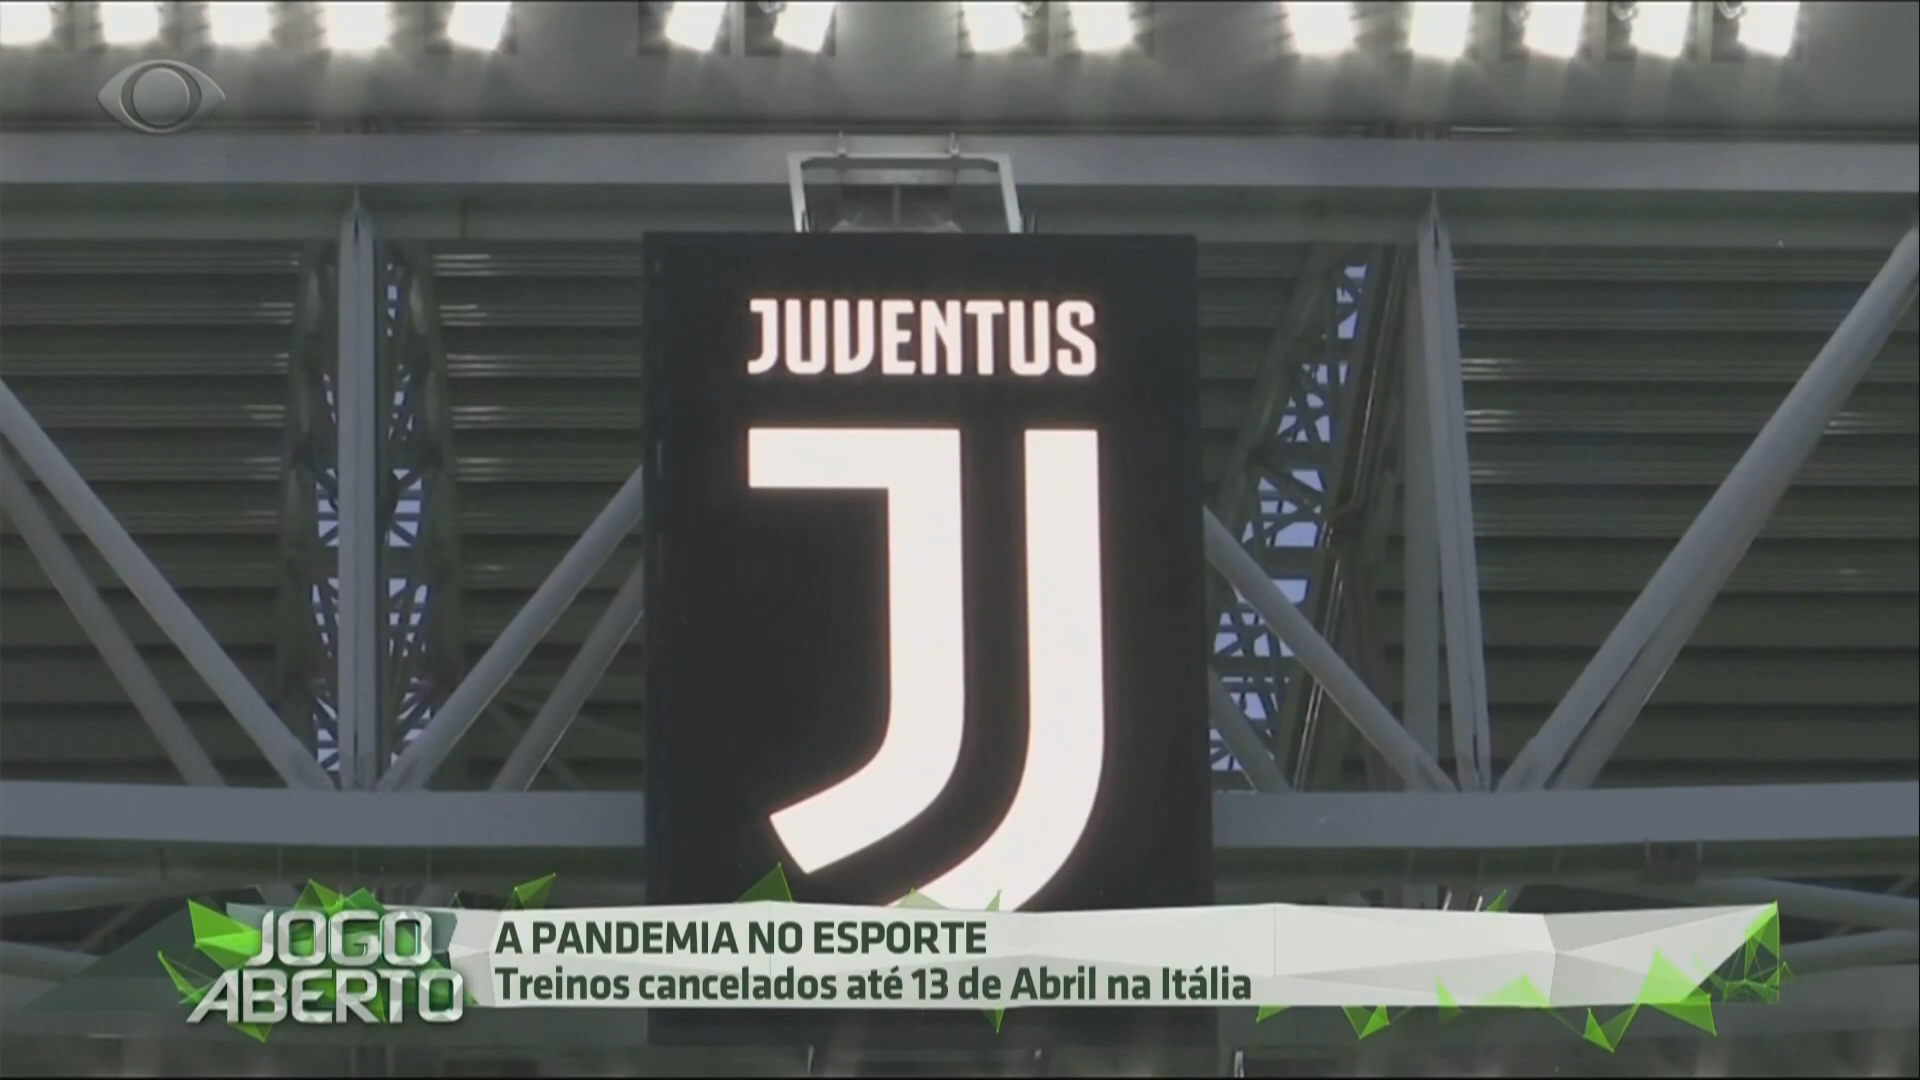 JUVENTUS
JOGO
ABERTO
A PANDEMIA NO ESPORTE
Treinos cancelados até 13 de Abril na Itália